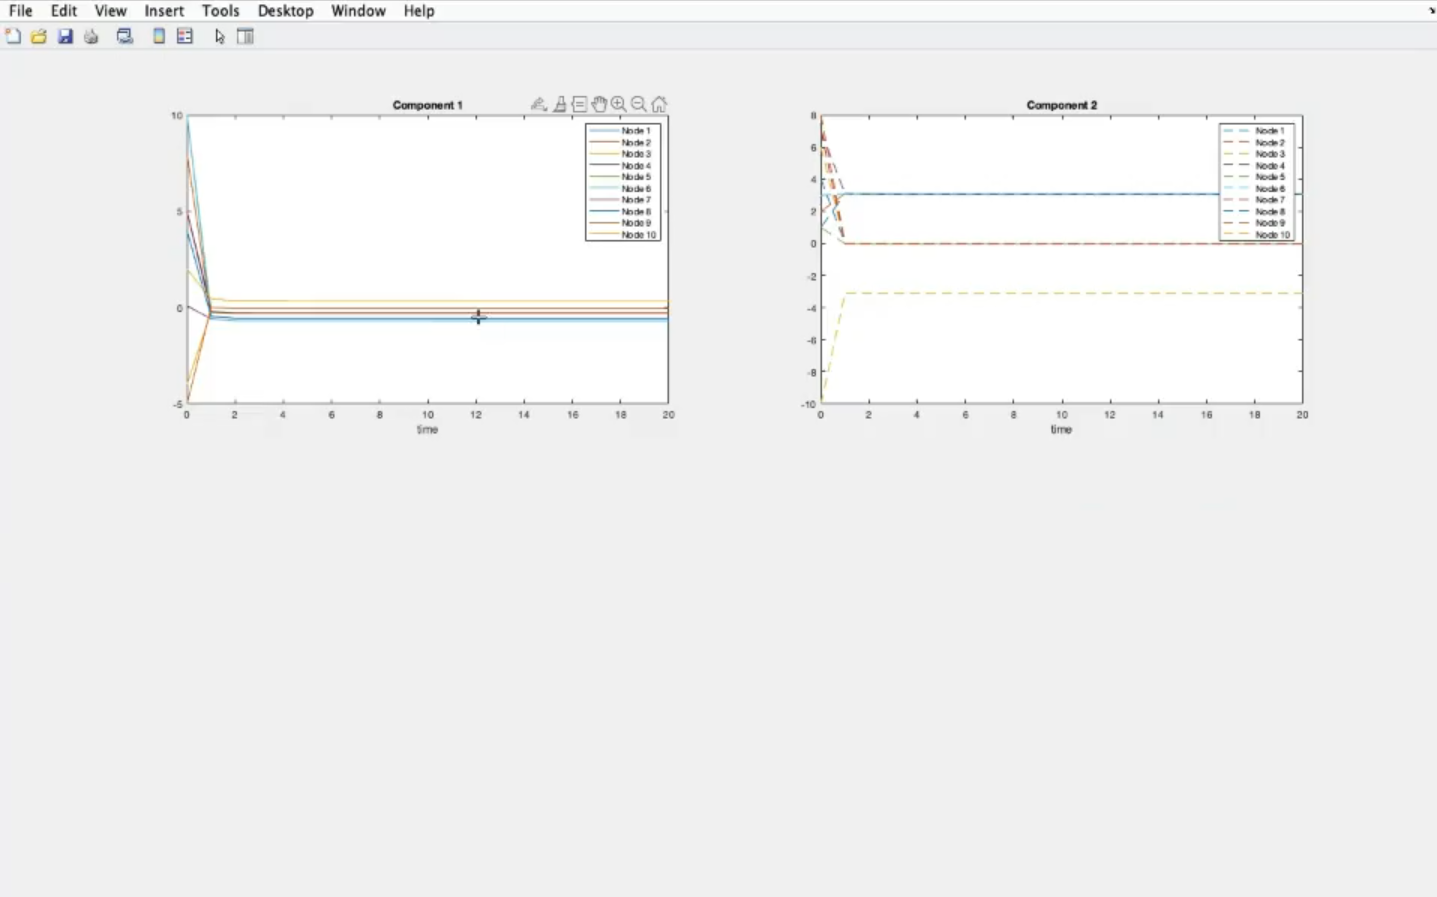 File Edit View Insert Tools Desktop Window Help
Component 1
10
5
0
-5
0 2 4 6 8 10 12 14 16 18 20
time
Node 1
Node 2
Node 3
Node 4
Node 5
Node 6
Node 7
Node 8
Node 9
Node 10
Component 2
8
6
4
2
0
-2
-4
-6
-8
-10
0 2 4 6 8 10 12 14 16 18 20
time
Node 1
Node 2
Node 3
Node 4
Node 5
Node 6
Node 7
Node 8
Node 9
Node 10